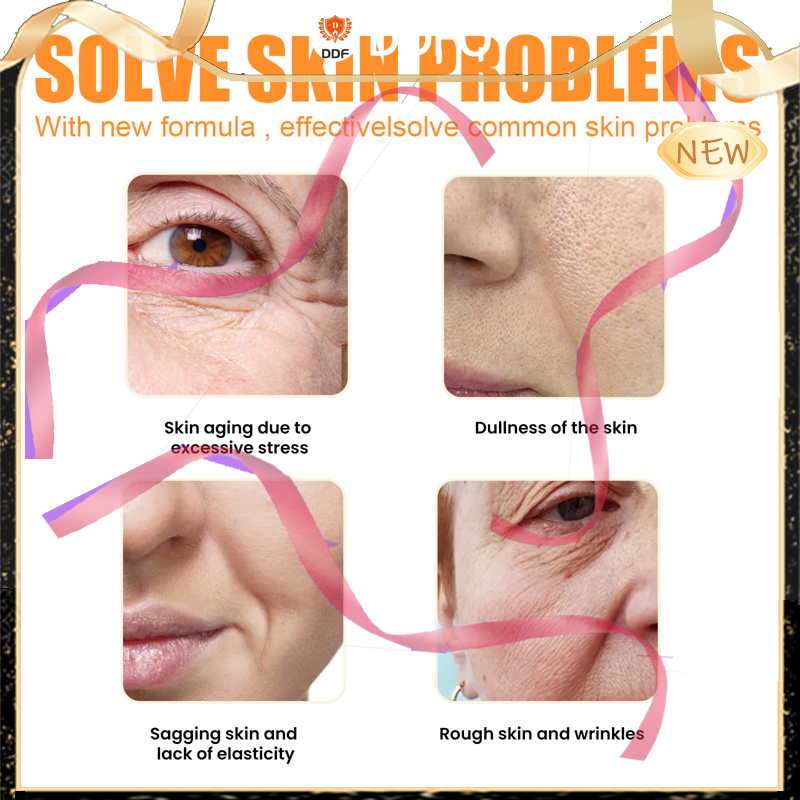 DDF
SOLVE SKIN PROBLEMS
With new formula , effectivelsolve common skin problems
NEW
Skin aging due to
excessive stress
Dullness of the skin
Sagging skin and
lack of elasticity
Rough skin and wrinkles